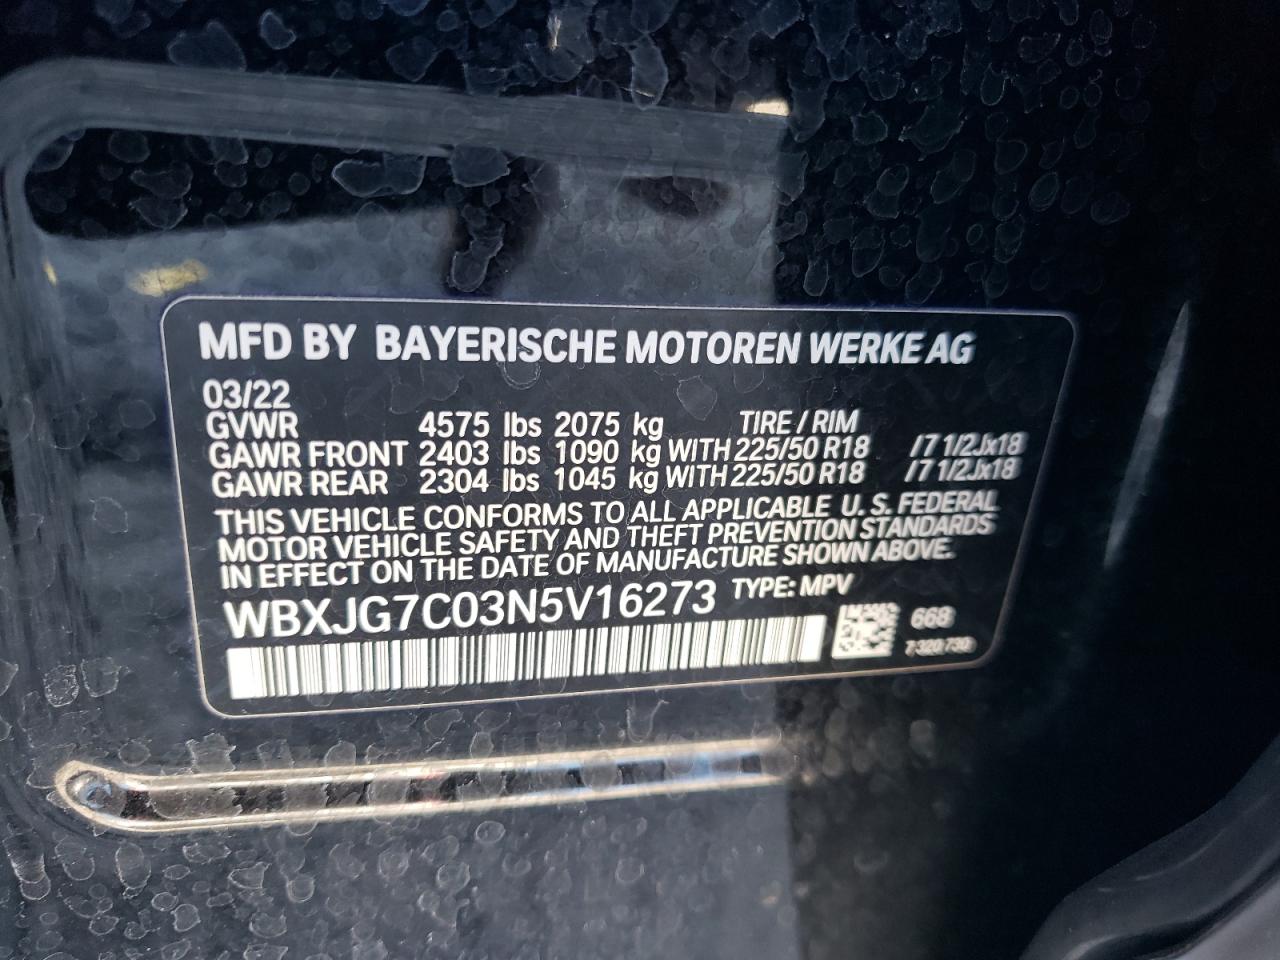 MFD BY BAYERISCHE MOTOREN WERKE AG
03/22
GVWR 4575 lbs 2075 kg TIRE / RIM
GAWR FRONT 2403 lbs 1090 kg WITH 225/50 R18 /7 1/2Jx18
GAWR REAR 2304 lbs 1045 kg WITH 225/50 R18 /7 1/2Jx18
THIS VEHICLE CONFORMS TO ALL APPLICABLE U.S. FEDERAL
MOTOR VEHICLE SAFETY AND THEFT PREVENTION STANDARDS
IN EFFECT ON THE DATE OF MANUFACTURE SHOWN ABOVE.
WBXJG7C03N5V16273 TYPE: MPV
668
7 320 730